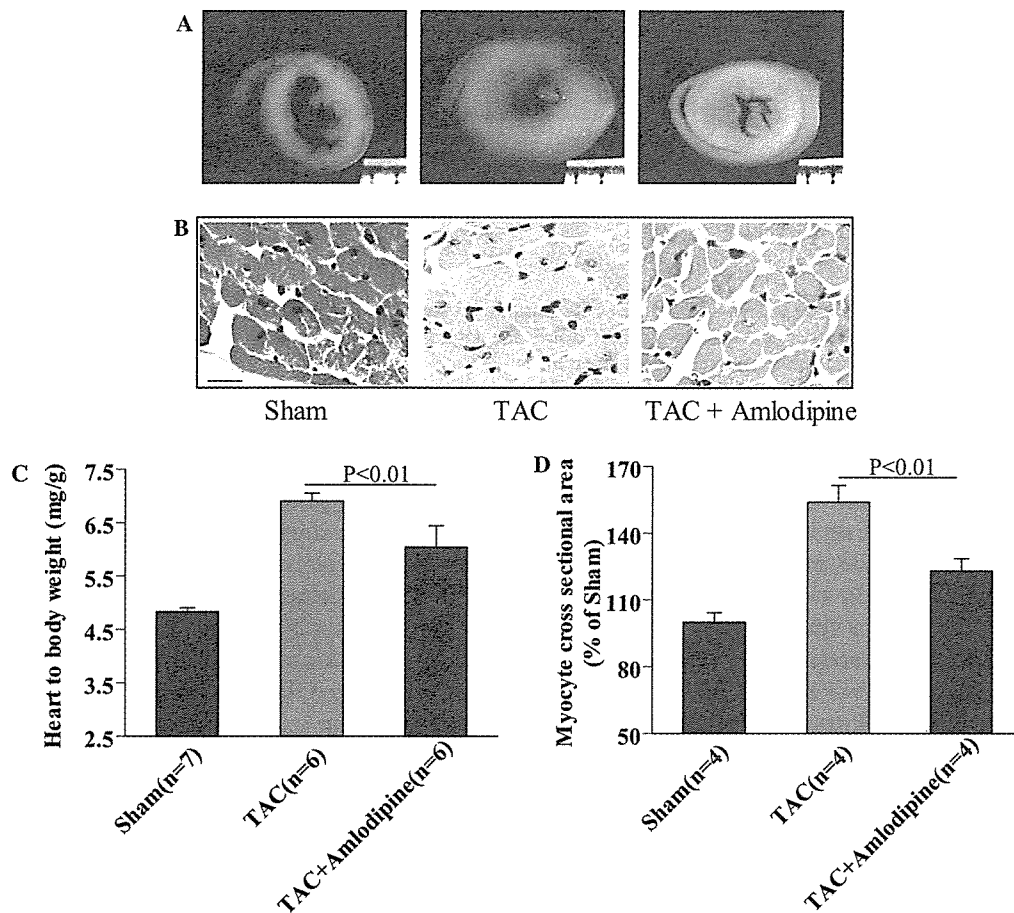 A
B
Sham
TAC
TAC + Amlodipine
C
Heart to body weight (mg/g)
7.5
6.5
5.5
4.5
3.5
2.5
P<0.01
Sham(n=7)
TAC(n=6)
TAC+Amlodipine(n=6)
D
Myocyte cross sectional area
(% of Sham)
170
140
110
80
50
P<0.01
Sham(n=4)
TAC(n=4)
TAC+Amlodipine(n=4)